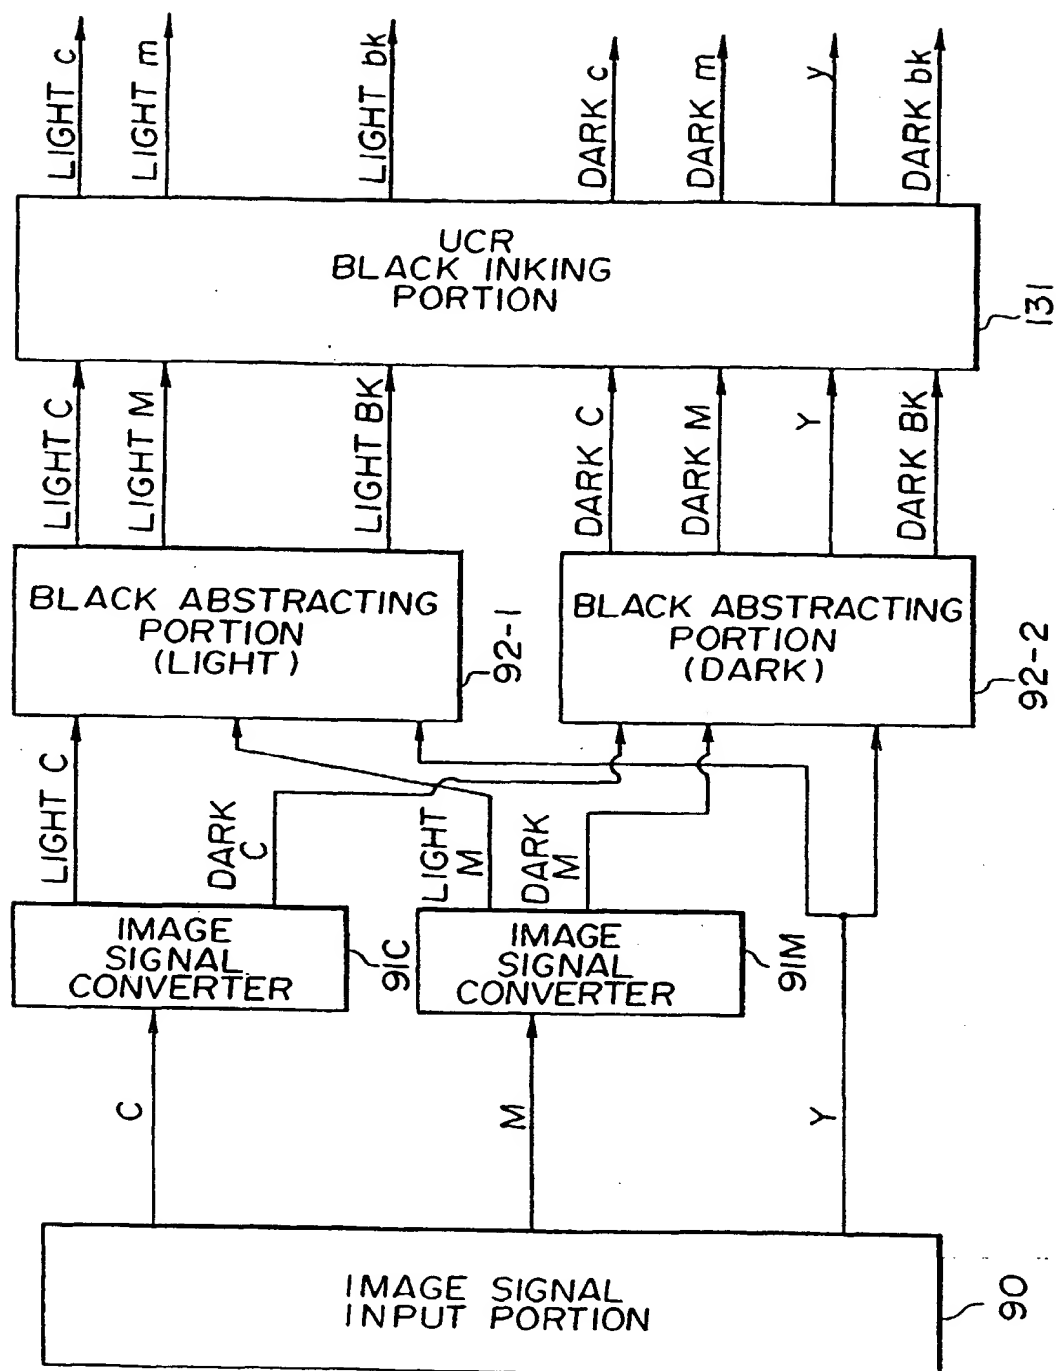 LIGHT c
LIGHT m
LIGHT bk
DARK c
DARK m
y
DARK bk
UCR
BLACK INKING
PORTION
131
LIGHT C
LIGHT M
LIGHT BK
DARK C
DARK M
Y
DARK BK
BLACK ABSTRACTING
PORTION
(LIGHT)
92-1
BLACK ABSTRACTING
PORTION
(DARK)
92-2
LIGHT C
DARK
C
LIGHT
M
DARK
M
IMAGE
SIGNAL
CONVERTER
91C
IMAGE
SIGNAL
CONVERTER
91M
C
M
Y
IMAGE SIGNAL
INPUT PORTION
90